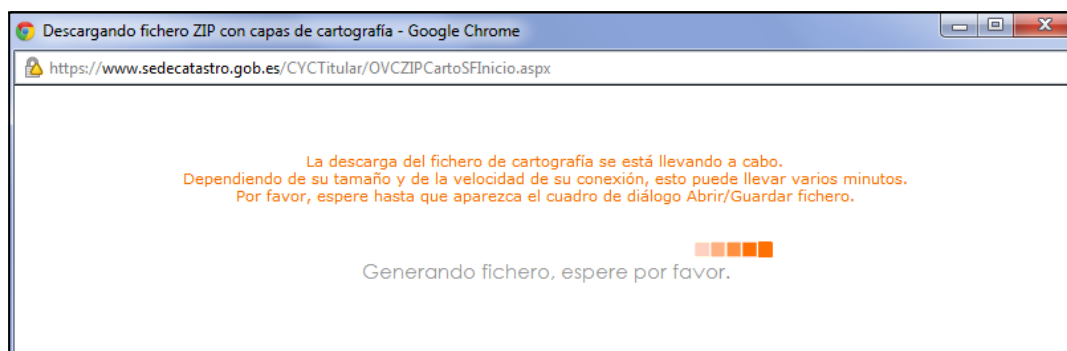 Descargando fichero ZIP con capas de cartografía - Google Chrome
https://www.sedecatastro.gob.es/CYCTitular/OVCZIPCartoSFInicio.aspx
La descarga del fichero de cartografía se está llevando a cabo.
Dependiendo de su tamaño y de la velocidad de su conexión, esto puede llevar varios minutos.
Por favor, espere hasta que aparezca el cuadro de diálogo Abrir/Guardar fichero.
Generando fichero, espere por favor.